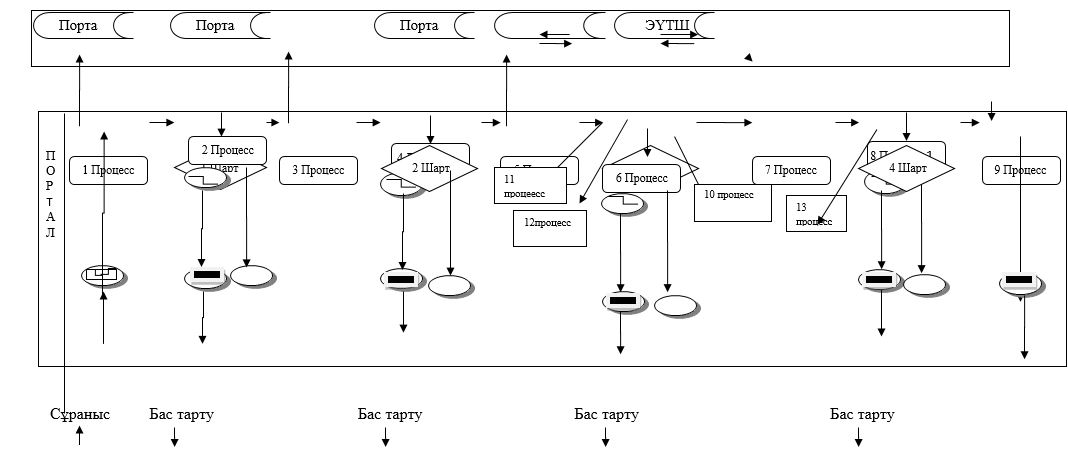 Порта
Порта
Порта
ЭҮТШ
ПОРТАЛ
1 Процесс
2 Процесс
Шарт
3 Процесс
2 Шарт
11
процеесс
12процесс
6 Процесс
10 процесс
7 Процесс
13
процесс
4 Шарт
9 Процесс
Сұраныс
Бас тарту
Бас тарту
Бас тарту
Бас тарту